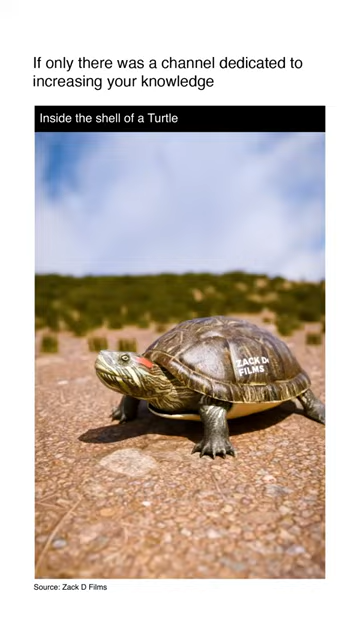 If only there was a channel dedicated to
increasing your knowledge
Inside the shell of a Turtle
ZACK D
FILMS
Source: Zack D Films